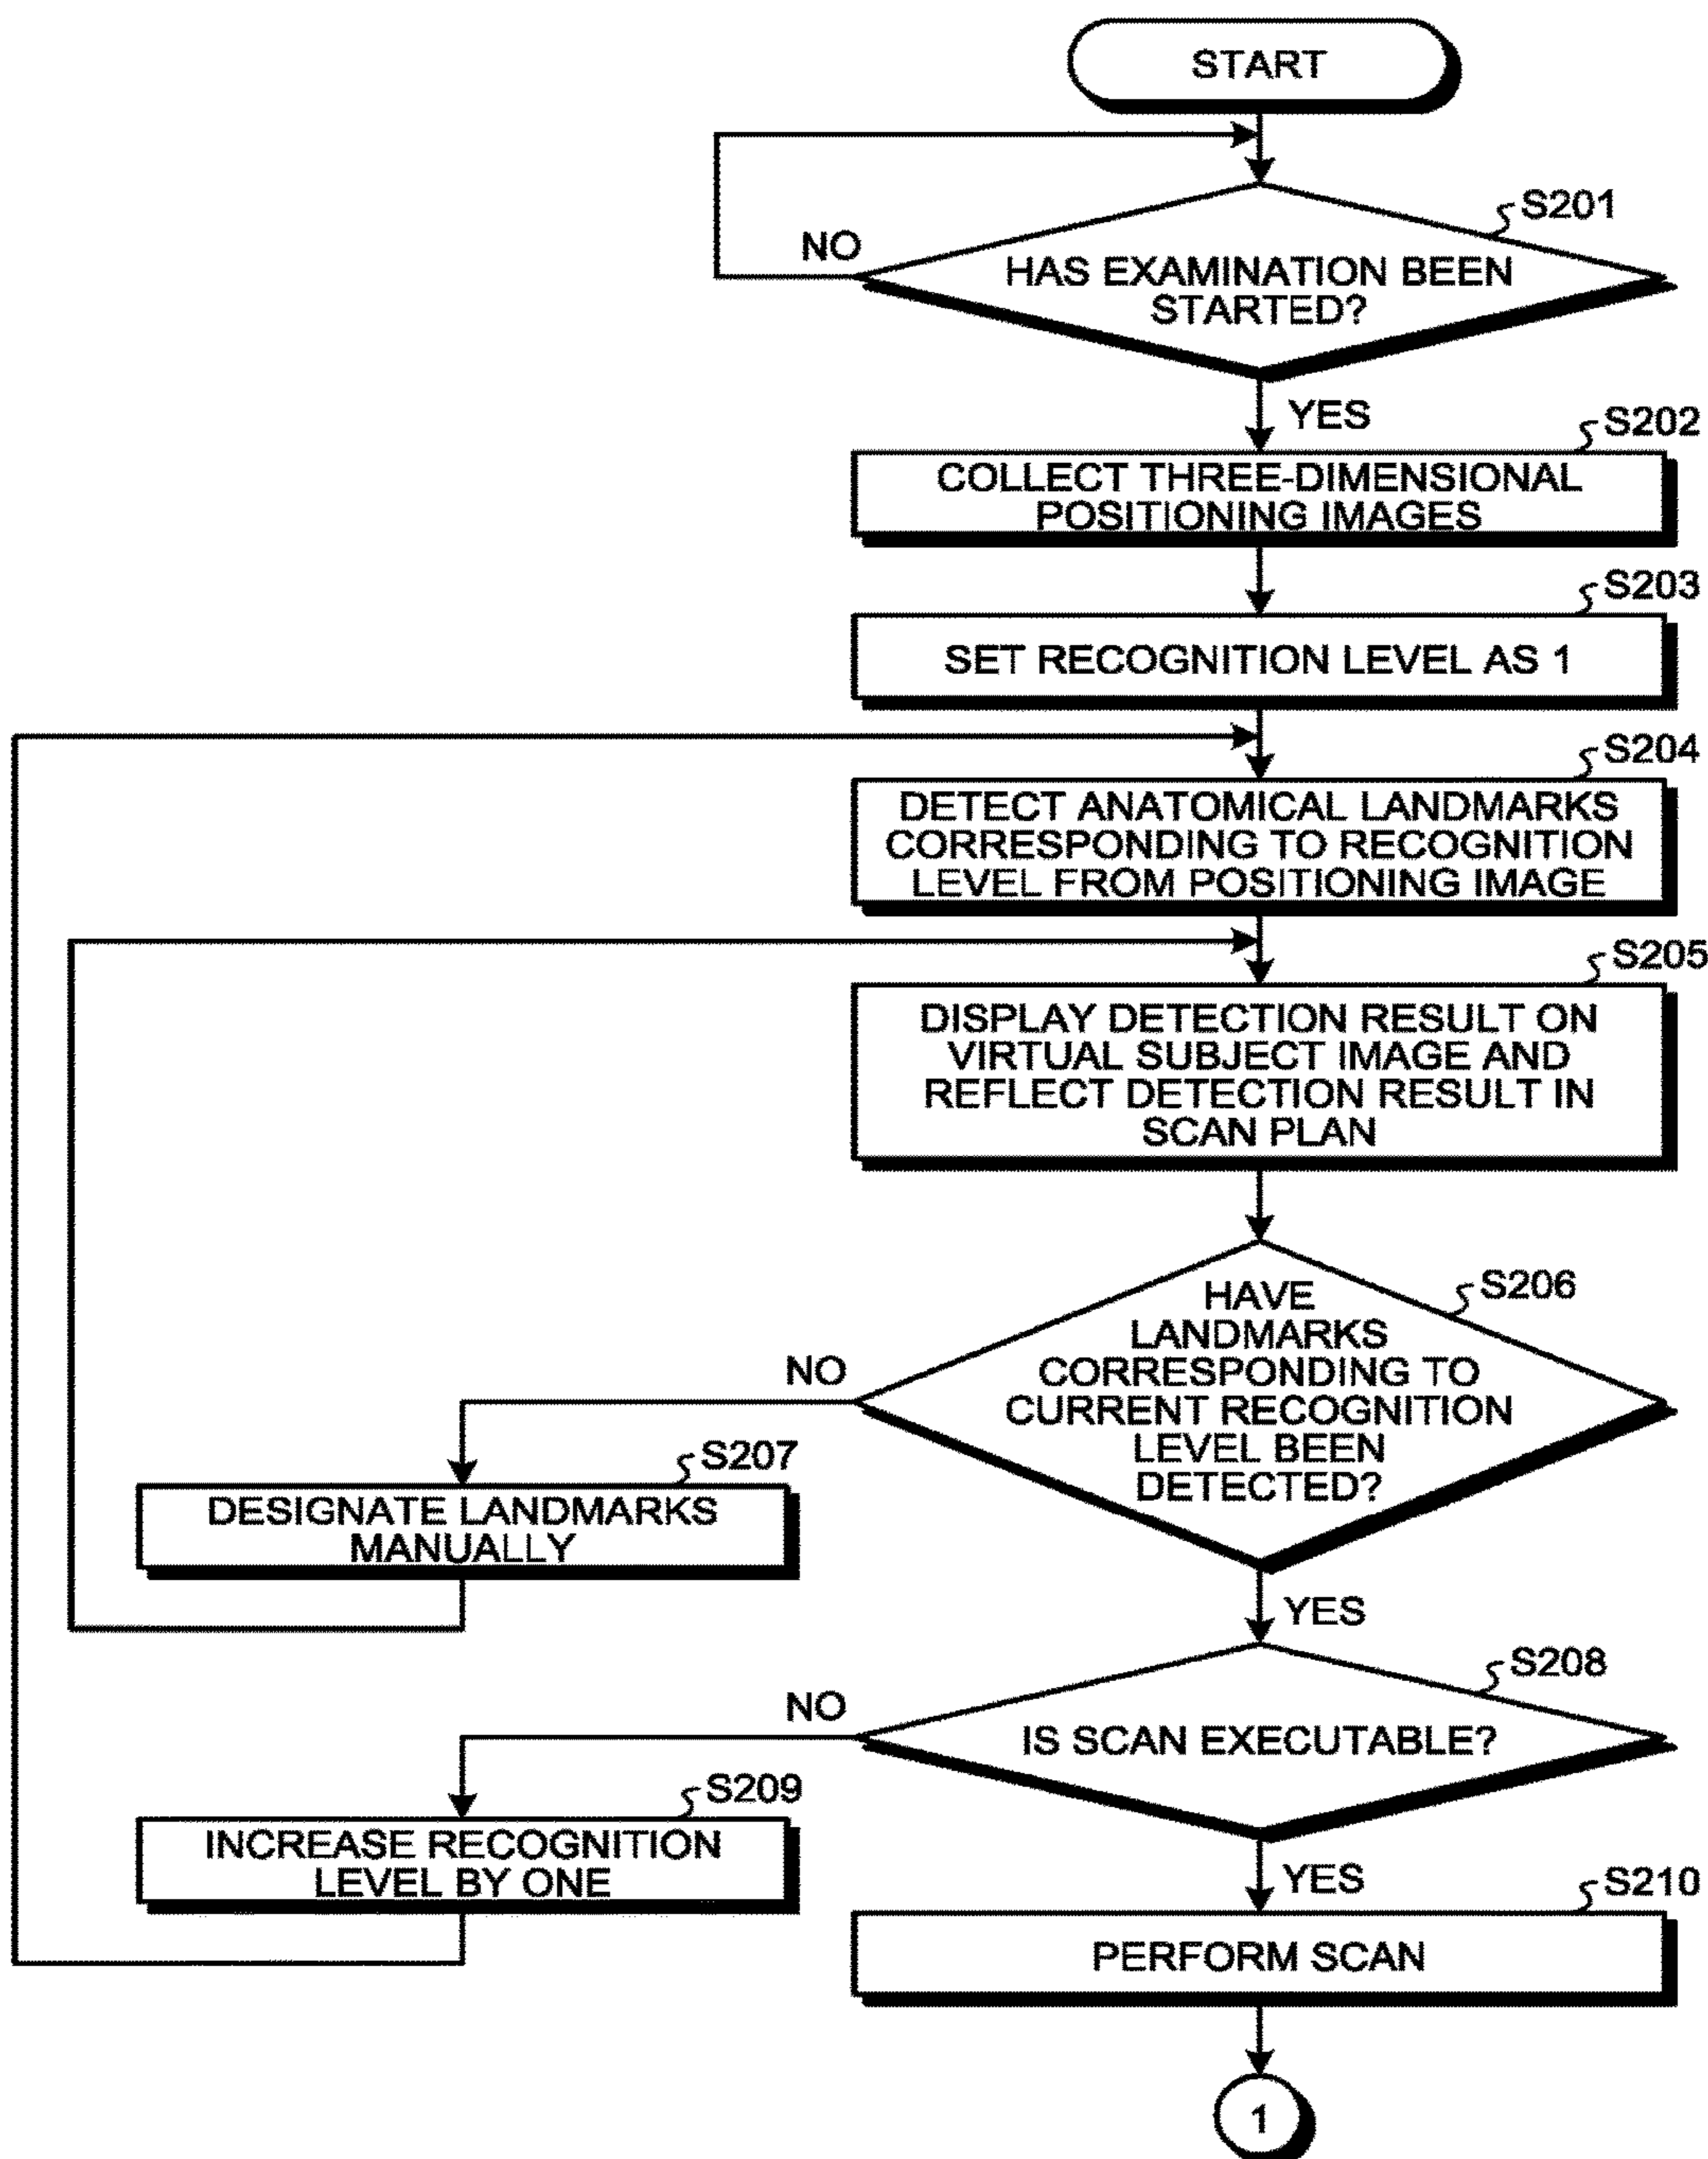 START
S201
NO
HAS EXAMINATION BEEN
STARTED?
YES
S202
COLLECT THREE-DIMENSIONAL
POSITIONING IMAGES
S203
SET RECOGNITION LEVEL AS 1
S204
DETECT ANATOMICAL LANDMARKS
CORRESPONDING TO RECOGNITION
LEVEL FROM POSITIONING IMAGE
S205
DISPLAY DETECTION RESULT ON
VIRTUAL SUBJECT IMAGE AND
REFLECT DETECTION RESULT IN
SCAN PLAN
S206
HAVE
LANDMARKS
CORRESPONDING TO
CURRENT RECOGNITION
LEVEL BEEN
DETECTED?
NO
S207
DESIGNATE LANDMARKS
MANUALLY
YES
S208
NO
IS SCAN EXECUTABLE?
S209
INCREASE RECOGNITION
LEVEL BY ONE
YES
S210
PERFORM SCAN
1